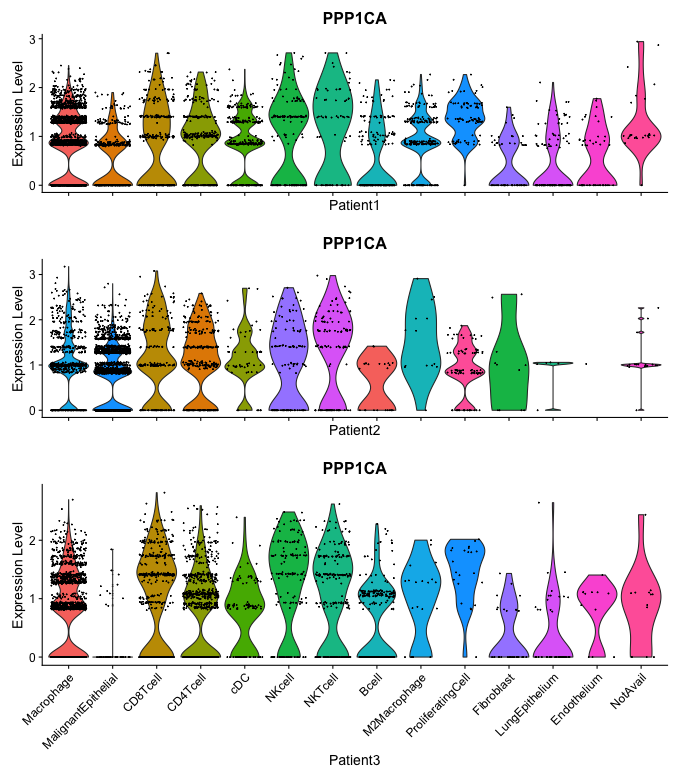 PPP1CA
Expression Level
3
2
1
0
Patient1
PPP1CA
Expression Level
3
2
1
0
Patient2
PPP1CA
Expression Level
2
1
0
Macrophage
MalignantEpithelial
CD8Tcell
CD4Tcell
cDC
NKcell
NKTcell
Bcell
M2Macrophage
ProliferatingCell
Fibroblast
LungEpithelium
Endothelium
NotAvail
Patient3